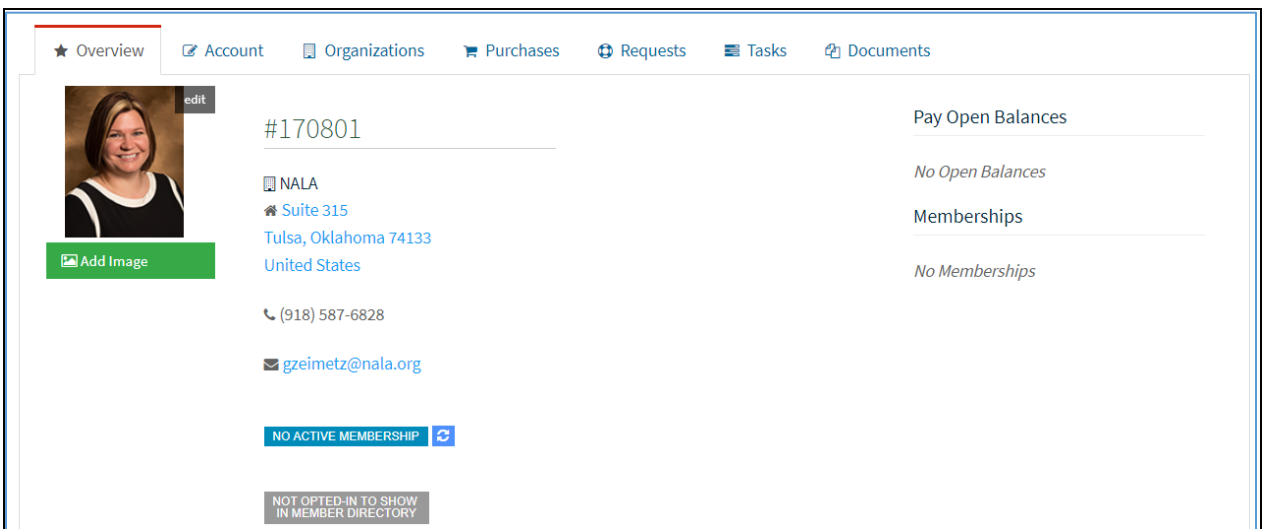 Overview Account Organizations Purchases Requests Tasks Documents
edit
Add Image
#170801
NALA
Suite 315
Tulsa, Oklahoma 74133
United States
(918) 587-6828
gzeimetz@nala.org
NO ACTIVE MEMBERSHIP
NOT OPTED-IN TO SHOW
IN MEMBER DIRECTORY
Pay Open Balances
No Open Balances
Memberships
No Memberships